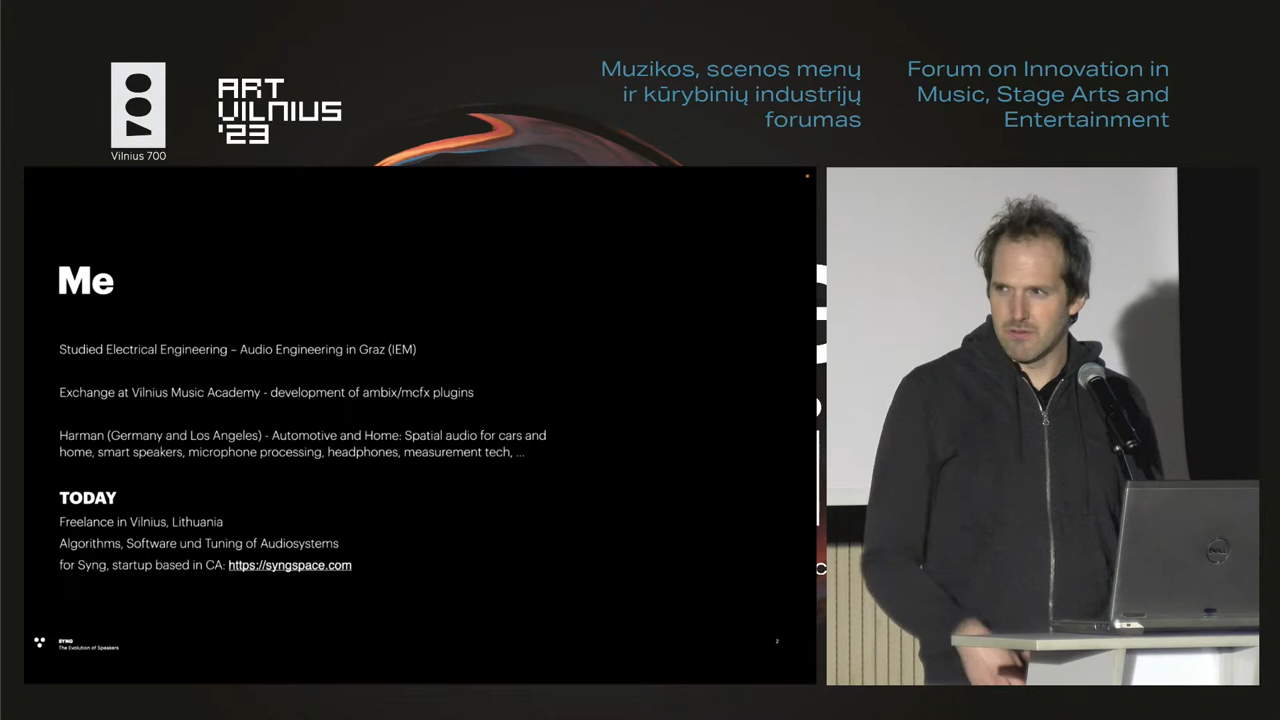 Vilnius 700
ART
VILNIUS
'23
Muzikos, scenos menų
ir kūrybinių industrijų
forumas
Forum on Innovation in
Music, Stage Arts and
Entertainment
Me
Studied Electrical Engineering – Audio Engineering in Graz (IEM)
Exchange at Vilnius Music Academy - development of ambix/mcfx plugins
Harman (Germany and Los Angeles) - Automotive and Home: Spatial audio for cars and
home, smart speakers, microphone processing, headphones, measurement tech, ...
TODAY
Freelance in Vilnius, Lithuania
Algorithms, Software und Tuning of Audiosystems
for Syng, startup based in CA: https://syngspace.com
SYNG
The Evolution of Speakers
2
DELL